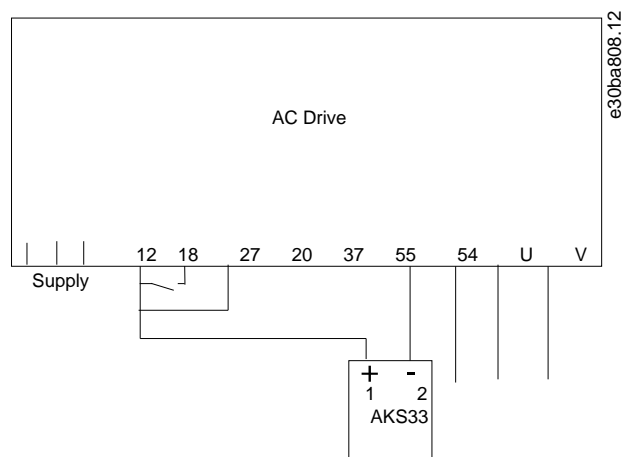 e30ba808.12
AC Drive
12 18 27 20 37 55 54 U V
Supply
+ -
1 2
AKS33